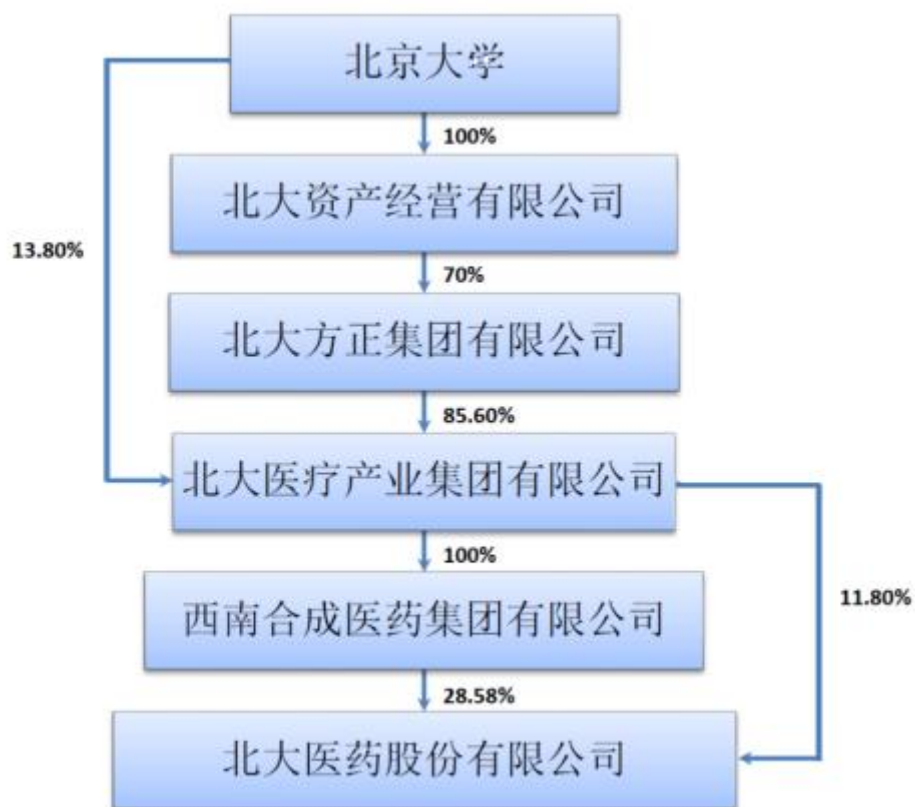 北京大学
100%
北大资产经营有限公司
13.80%
70%
北大方正集团有限公司
85.60%
北大医疗产业集团有限公司
100%
西南合成医药集团有限公司
11.80%
28.58%
北大医药股份有限公司